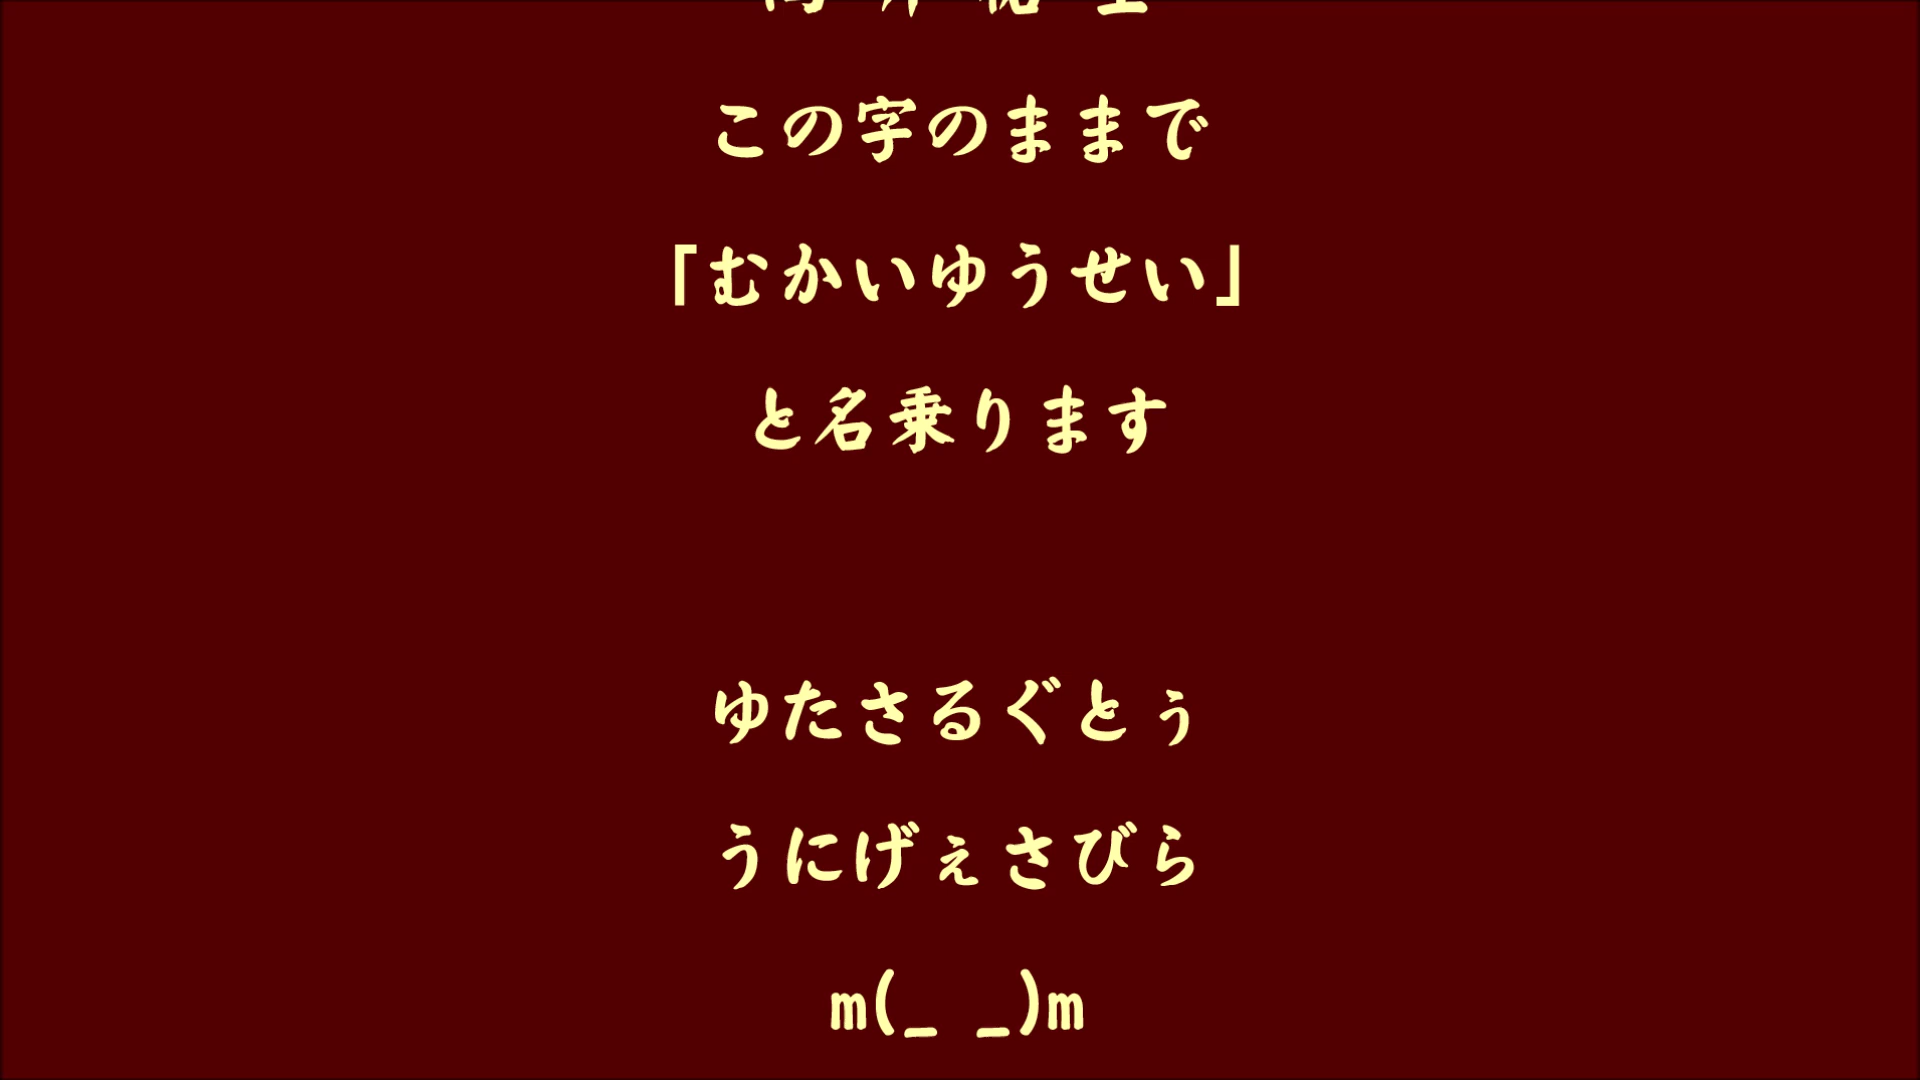 この字のままで
「むかいゆうせい」
と名乗ります
ゆたさるぐとぅ
うにげぇさびら
m(_ _)m